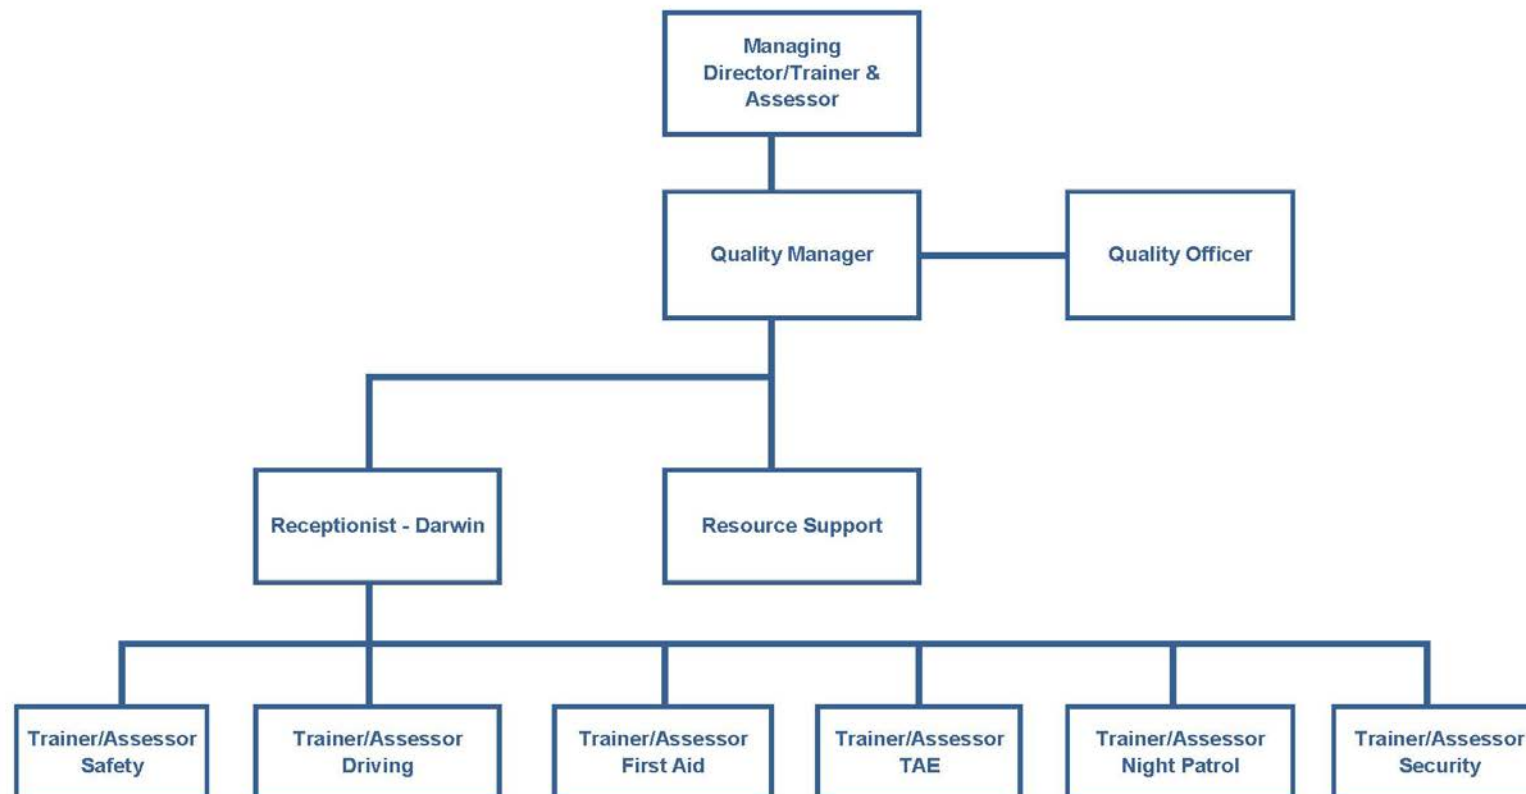 Managing
Director/Trainer &
Assessor
Quality Manager
Quality Officer
Receptionist - Darwin
Resource Support
Trainer/Assessor
Safety
Trainer/Assessor
Driving
Trainer/Assessor
First Aid
Trainer/Assessor
TAE
Trainer/Assessor
Night Patrol
Trainer/Assessor
Security